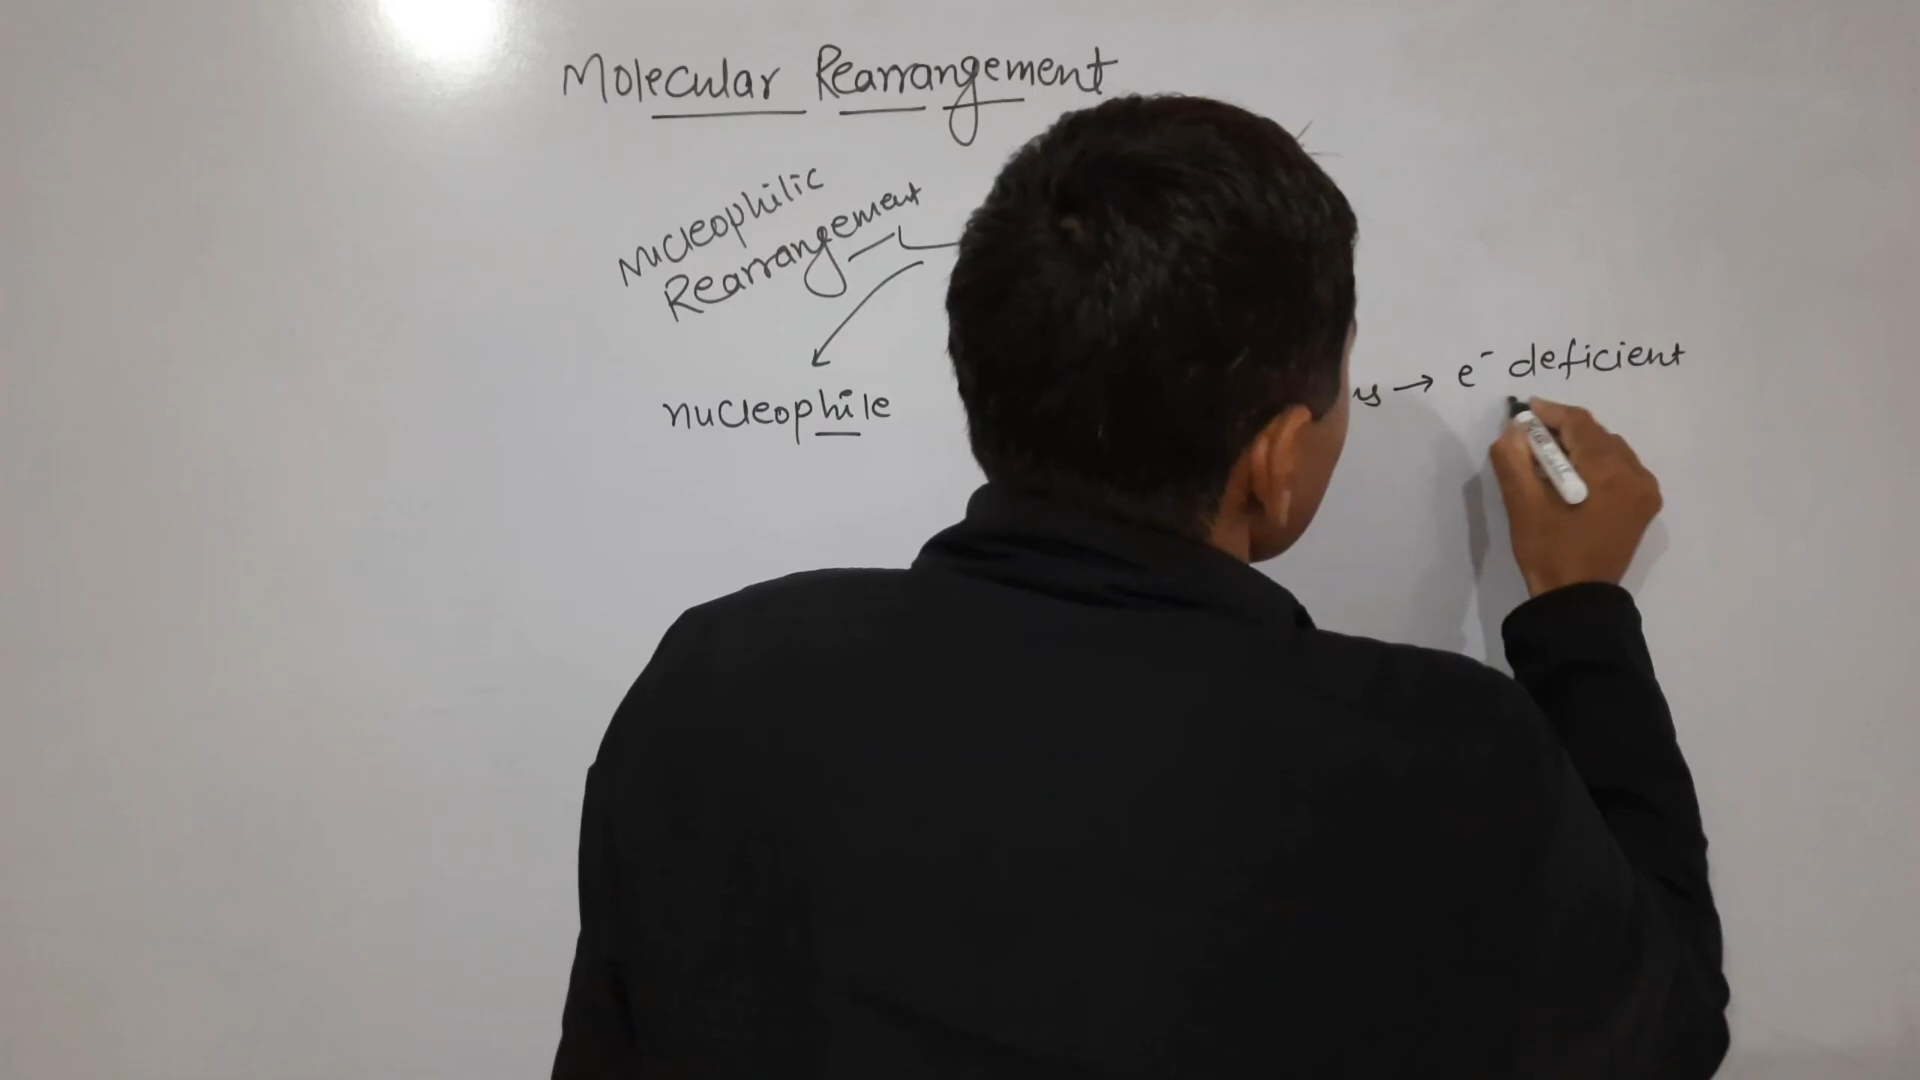 Molecular Rearrangement
Nucleophilic
Rearrangement
nucleophile
→ e⁻ deficient